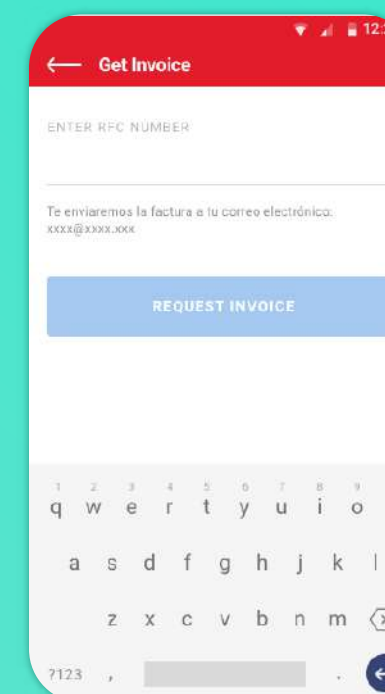 12:
Get Invoice
ENTER RFC NUMBER
Te enviaremos la factura a tu correo electrónico:
xxxx@xxxx.xxx
REQUEST INVOICE
1 2 3 4 5 6 7 8 9
q w e r t y u i o
a s d f g h j k l
z x c v b n m
?123 , .